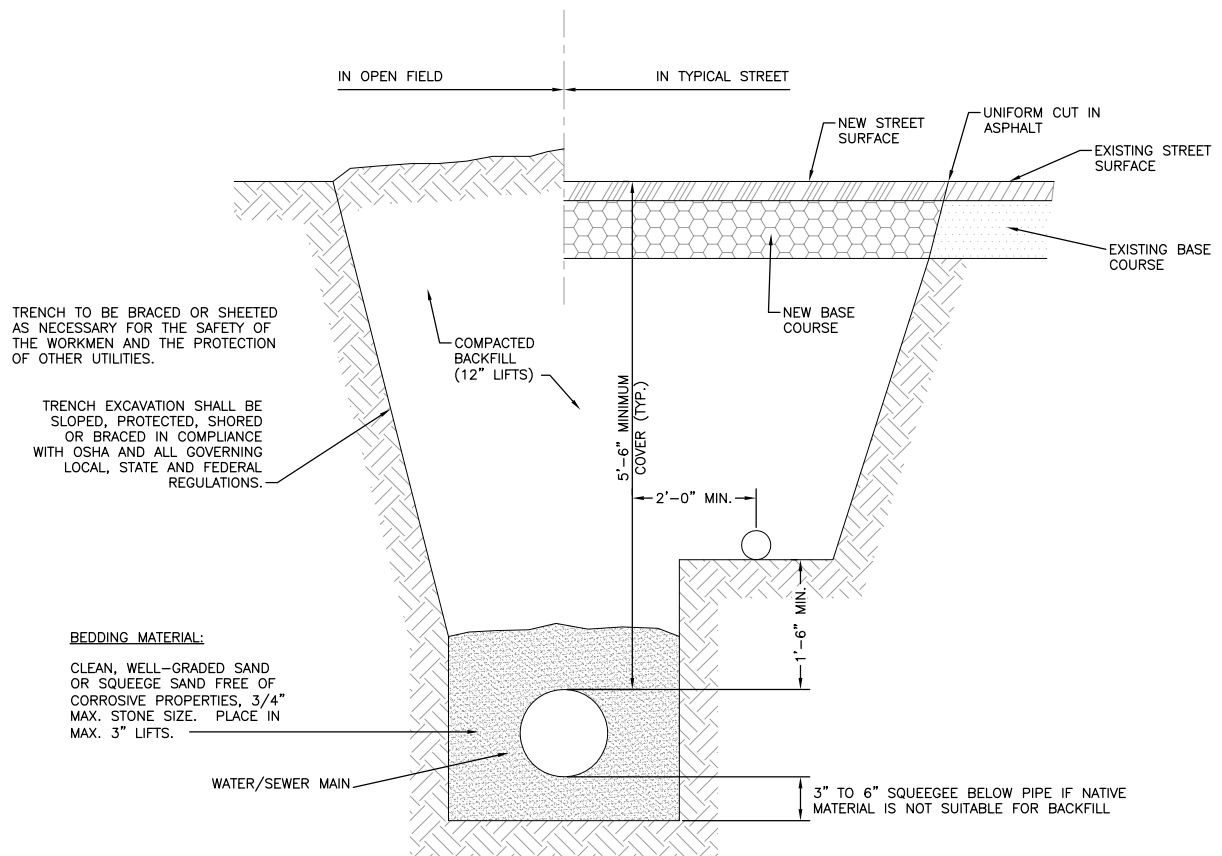 IN OPEN FIELD
IN TYPICAL STREET
NEW STREET
SURFACE
UNIFORM CUT IN
ASPHALT
EXISTING STREET
SURFACE
EXISTING BASE
COURSE
NEW BASE
COURSE
TRENCH TO BE BRACED OR SHEETED
AS NECESSARY FOR THE SAFETY OF
THE WORKMEN AND THE PROTECTION
OF OTHER UTILITIES.
COMPACTED
BACKFILL
(12" LIFTS)
TRENCH EXCAVATION SHALL BE
SLOPED, PROTECTED, SHORED
OR BRACED IN COMPLIANCE
WITH OSHA AND ALL GOVERNING
LOCAL, STATE AND FEDERAL
REGULATIONS.
5'-6" MINIMUM
COVER (TYP.)
2'-0" MIN.
1'-6" MIN.
BEDDING MATERIAL:
CLEAN, WELL-GRADED SAND
OR SQUEEGE SAND FREE OF
CORROSIVE PROPERTIES, 3/4"
MAX. STONE SIZE. PLACE IN
MAX. 3" LIFTS.
WATER/SEWER MAIN
3" TO 6" SQUEEGEE BELOW PIPE IF NATIVE
MATERIAL IS NOT SUITABLE FOR BACKFILL